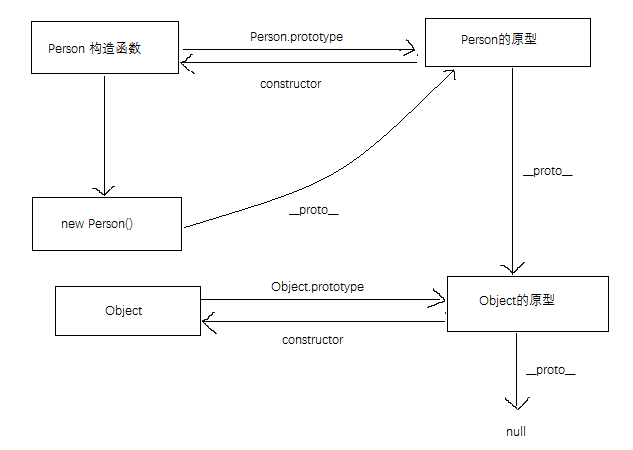 Person 构造函数
Person.prototype
Person的原型
constructor
__proto__
new Person()
__proto__
Object
Object.prototype
Object的原型
constructor
__proto__
null